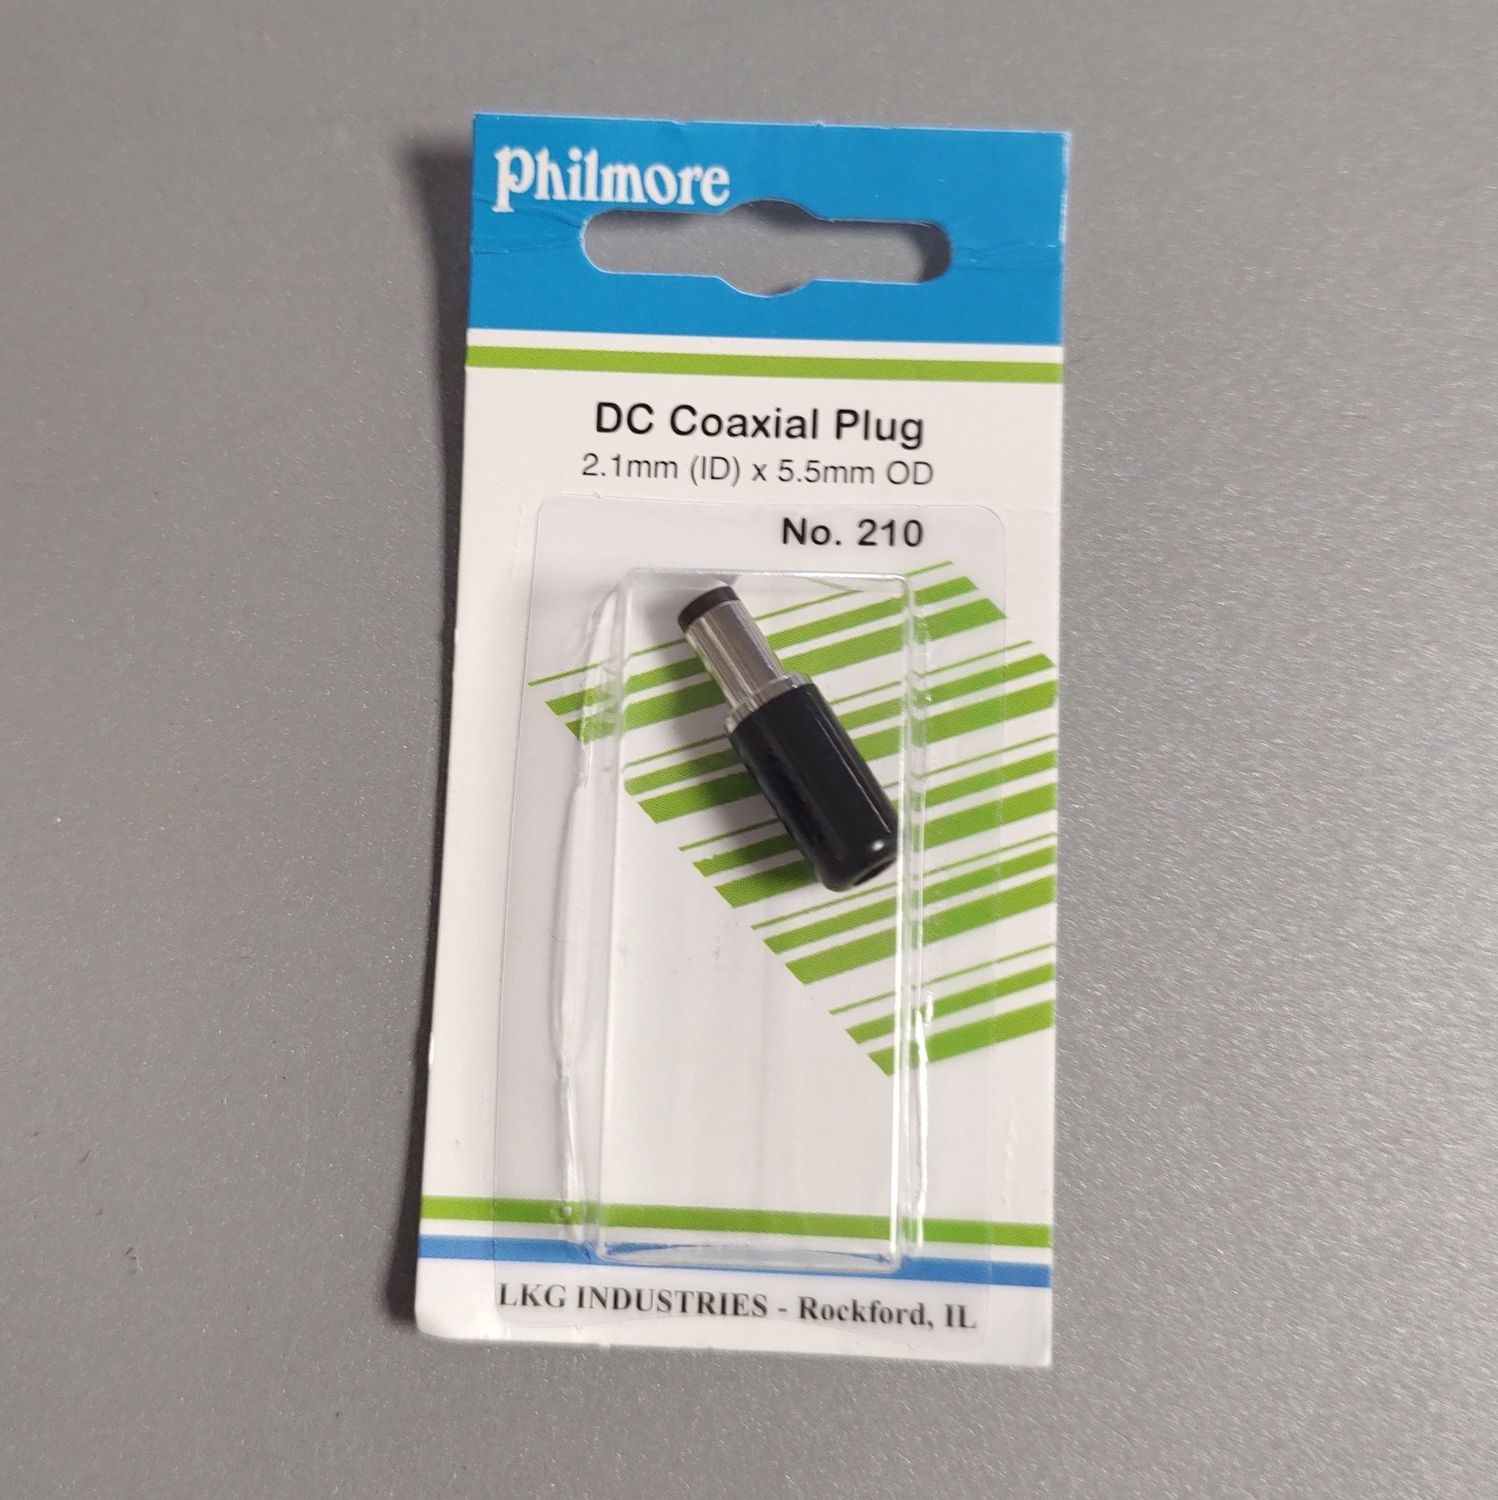 Philmore
DC Coaxial Plug
2.1mm (ID) x 5.5mm OD
No. 210
LKG INDUSTRIES - Rockford, IL